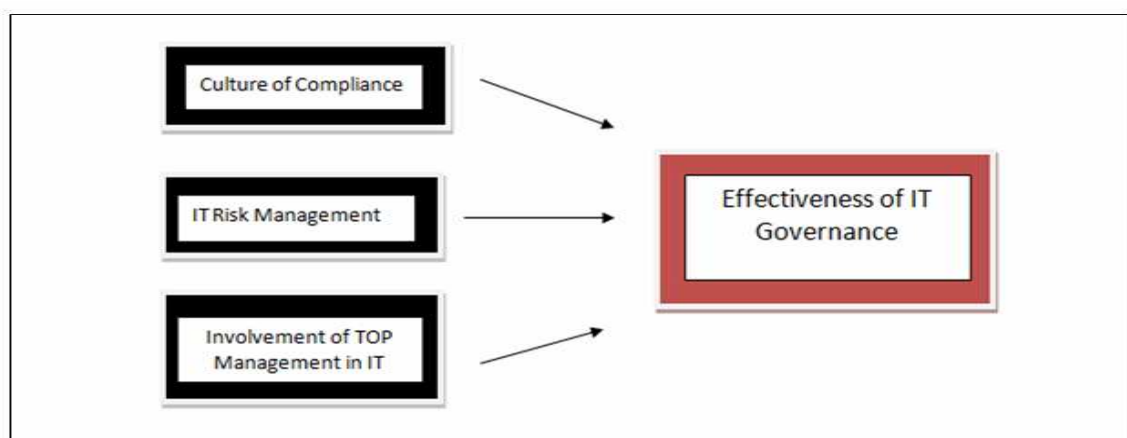 Culture of Compliance
IT Risk Management
Involvement of TOP
Management in IT
Effectiveness of IT
Governance